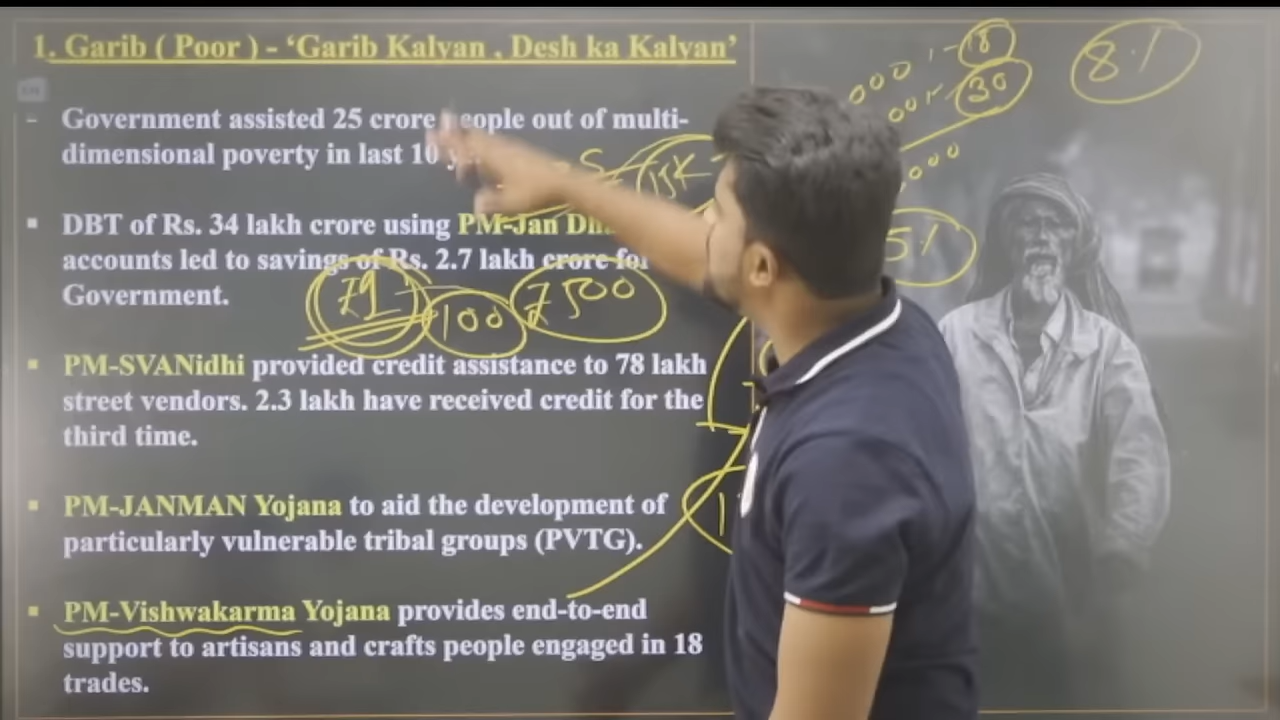 1. Garib ( Poor ) - ‘Garib Kalyan , Desh ka Kalyan’
Government assisted 25 crore people out of multi-
dimensional poverty in last 10
DBT of Rs. 34 lakh crore using PM-Jan
accounts led to savings of Rs. 2.7 lakh crore for
Government.
PM-SVANidhi provided credit assistance to 78 lakh
street vendors. 2.3 lakh have received credit for the
third time.
PM-JANMAN Yojana to aid the development of
particularly vulnerable tribal groups (PVTG).
PM-Vishwakarma Yojana provides end-to-end
support to artisans and crafts people engaged in 18
trades.
18
30
8%
15K
5%
100
500